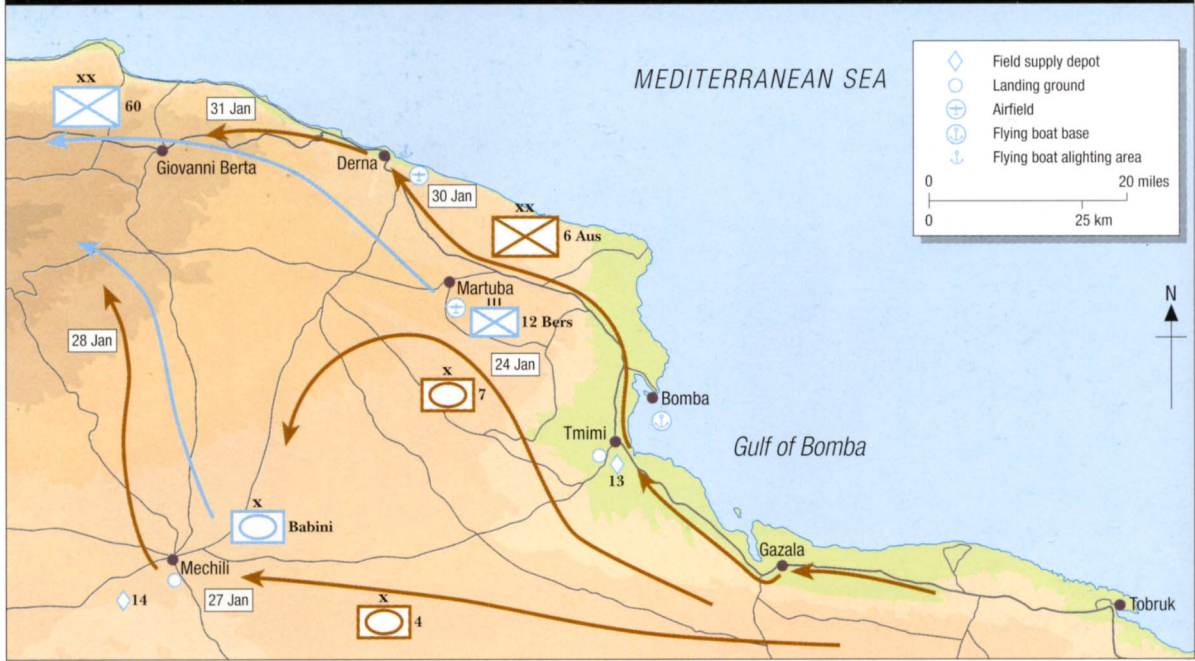 MEDITERRANEAN SEA
Field supply depot
Landing ground
Airfield
Flying boat base
Flying boat alighting area
0 20 miles
0 25 km
N
xx
60
31 Jan
Giovanni Berta
Derna
30 Jan
xx
6 Aus
Martuba
III
12 Bers
24 Jan
28 Jan
x
7
Bomba
Tmimi
13
Gulf of Bomba
x
Babini
Mechili
14
27 Jan
x
4
Gazala
Tobruk